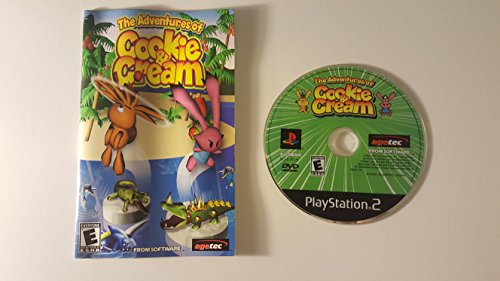 The Adventures of
Cookie
&
Cream
EVERYONE
E
FROM SOFTWARE
agetec
The Adventures of
Cookie
&
Cream
DVD
E
agetec
FROM SOFTWARE
PlayStation.2